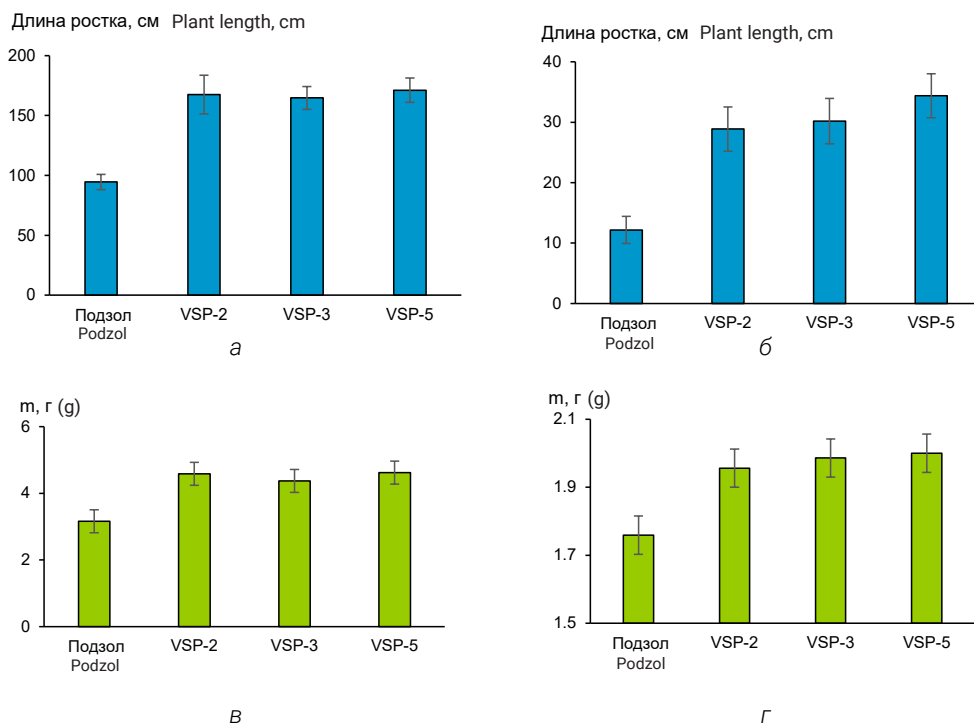 Длина ростка, см Plant length, cm
200
150
100
50
0
Подзол VSP-2 VSP-3 VSP-5
Podzol
а
Длина ростка, см Plant length, cm
40
30
20
10
0
Подзол VSP-2 VSP-3 VSP-5
Podzol
б
m, г (g)
6
4
2
0
Подзол VSP-2 VSP-3 VSP-5
Podzol
в
m, г (g)
2.1
1.9
1.7
1.5
Подзол VSP-2 VSP-3 VSP-5
Podzol
г